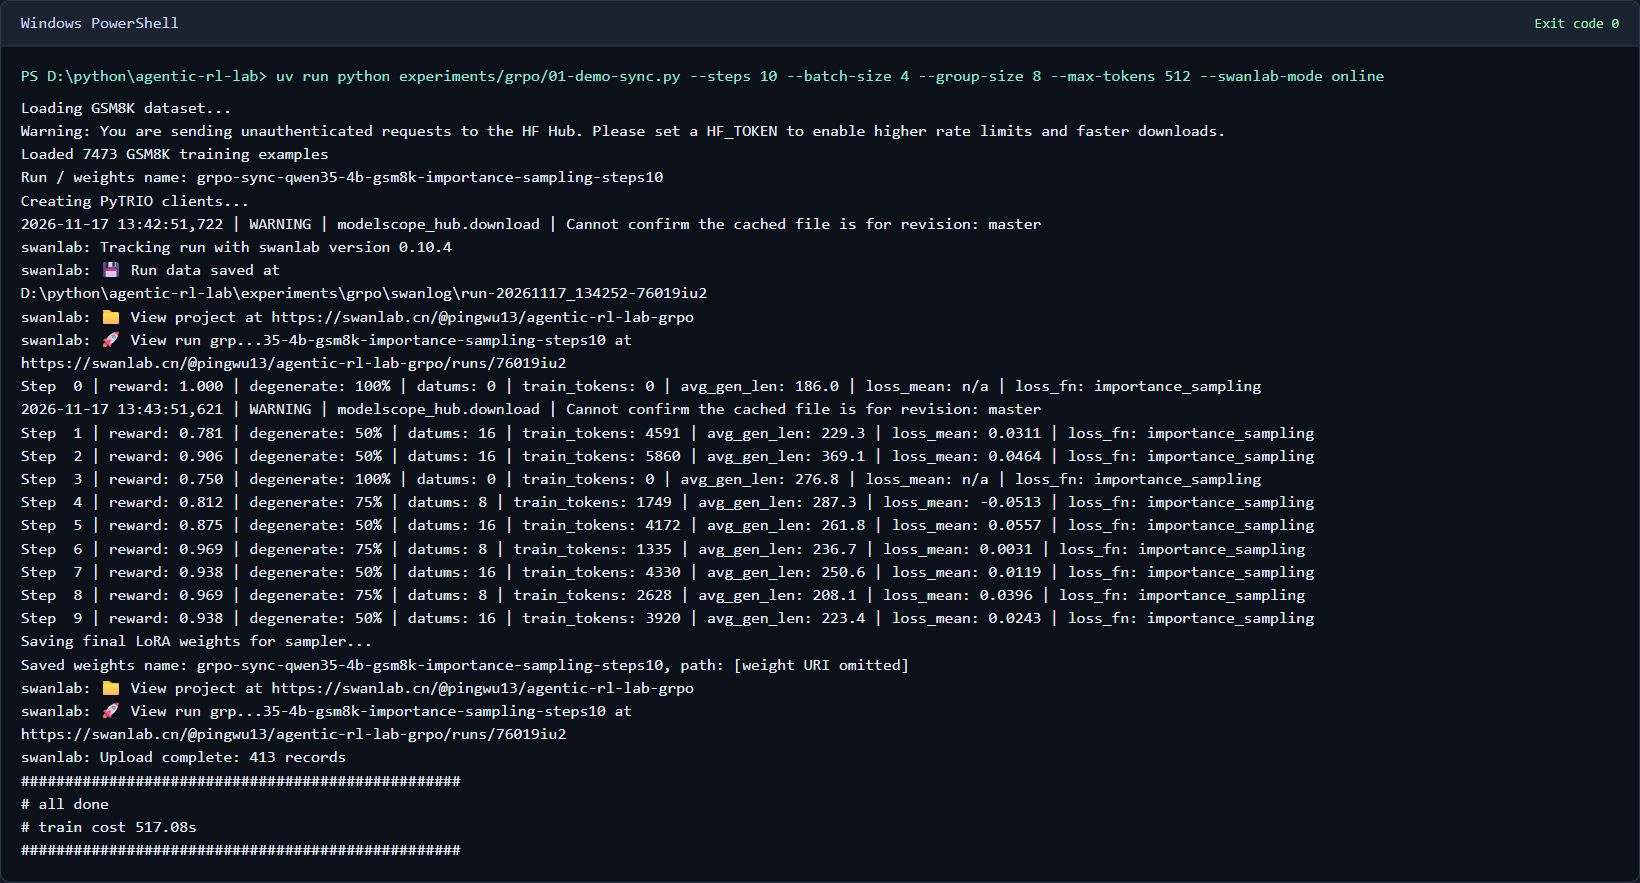 Windows PowerShell
Exit code 0
PS D:\python\agentic-rl-lab> uv run python experiments/grpo/01-demo-sync.py --steps 10 --batch-size 4 --group-size 8 --max-tokens 512 --swanlab-mode online
Loading GSM8K dataset...
Warning: You are sending unauthenticated requests to the HF Hub. Please set a HF_TOKEN to enable higher rate limits and faster downloads.
Loaded 7473 GSM8K training examples
Run / weights name: grpo-sync-qwen35-4b-gsm8k-importance-sampling-steps10
Creating PyTRIO clients...
2026-11-17 13:42:51,722 | WARNING | modelscope_hub.download | Cannot confirm the cached file is for revision: master
swanlab: Tracking run with swanlab version 0.10.4
swanlab: 💾 Run data saved at
D:\python\agentic-rl-lab\experiments\grpo\swanlog\run-20261117_134252-76019iu2
swanlab: 📁 View project at https://swanlab.cn/@pingwu13/agentic-rl-lab-grpo
swanlab: 🚀 View run grp...35-4b-gsm8k-importance-sampling-steps10 at
https://swanlab.cn/@pingwu13/agentic-rl-lab-grpo/runs/76019iu2
Step  0 | reward: 1.000 | degenerate: 100% | datums: 0 | train_tokens: 0 | avg_gen_len: 186.0 | loss_mean: n/a | loss_fn: importance_sampling
2026-11-17 13:43:51,621 | WARNING | modelscope_hub.download | Cannot confirm the cached file is for revision: master
Step  1 | reward: 0.781 | degenerate: 50% | datums: 16 | train_tokens: 4591 | avg_gen_len: 229.3 | loss_mean: 0.0311 | loss_fn: importance_sampling
Step  2 | reward: 0.906 | degenerate: 50% | datums: 16 | train_tokens: 5860 | avg_gen_len: 369.1 | loss_mean: 0.0464 | loss_fn: importance_sampling
Step  3 | reward: 0.750 | degenerate: 100% | datums: 0 | train_tokens: 0 | avg_gen_len: 276.8 | loss_mean: n/a | loss_fn: importance_sampling
Step  4 | reward: 0.812 | degenerate: 75% | datums: 8 | train_tokens: 1749 | avg_gen_len: 287.3 | loss_mean: -0.0513 | loss_fn: importance_sampling
Step  5 | reward: 0.875 | degenerate: 50% | datums: 16 | train_tokens: 4172 | avg_gen_len: 261.8 | loss_mean: 0.0557 | loss_fn: importance_sampling
Step  6 | reward: 0.969 | degenerate: 75% | datums: 8 | train_tokens: 1335 | avg_gen_len: 236.7 | loss_mean: 0.0031 | loss_fn: importance_sampling
Step  7 | reward: 0.938 | degenerate: 50% | datums: 16 | train_tokens: 4330 | avg_gen_len: 250.6 | loss_mean: 0.0119 | loss_fn: importance_sampling
Step  8 | reward: 0.969 | degenerate: 75% | datums: 8 | train_tokens: 2628 | avg_gen_len: 208.1 | loss_mean: 0.0396 | loss_fn: importance_sampling
Step  9 | reward: 0.938 | degenerate: 50% | datums: 16 | train_tokens: 3920 | avg_gen_len: 223.4 | loss_mean: 0.0243 | loss_fn: importance_sampling
Saving final LoRA weights for sampler...
Saved weights name: grpo-sync-qwen35-4b-gsm8k-importance-sampling-steps10, path: [weight URI omitted]
swanlab: 📁 View project at https://swanlab.cn/@pingwu13/agentic-rl-lab-grpo
swanlab: 🚀 View run grp...35-4b-gsm8k-importance-sampling-steps10 at
https://swanlab.cn/@pingwu13/agentic-rl-lab-grpo/runs/76019iu2
swanlab: Upload complete: 413 records
##################################################
# all done
# train cost 517.08s
##################################################